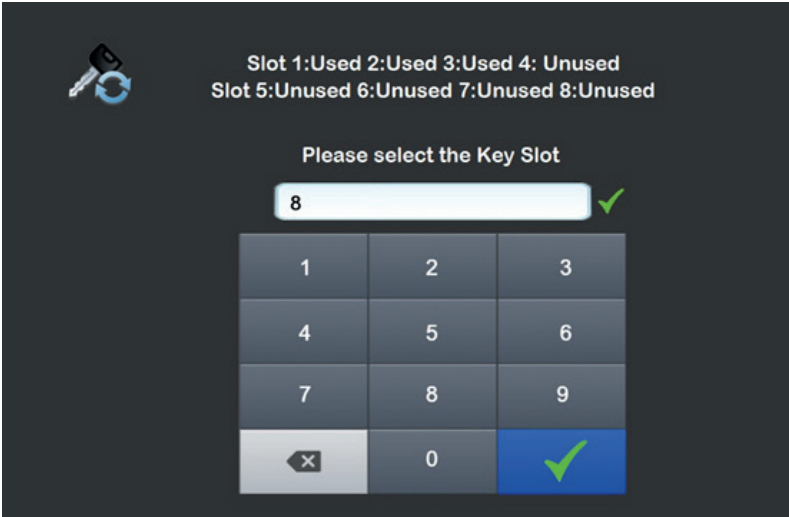 Slot 1:Used 2:Used 3:Used 4: Unused
Slot 5:Unused 6:Unused 7:Unused 8:Unused
Please select the Key Slot
8
1 2 3
4 5 6
7 8 9
0